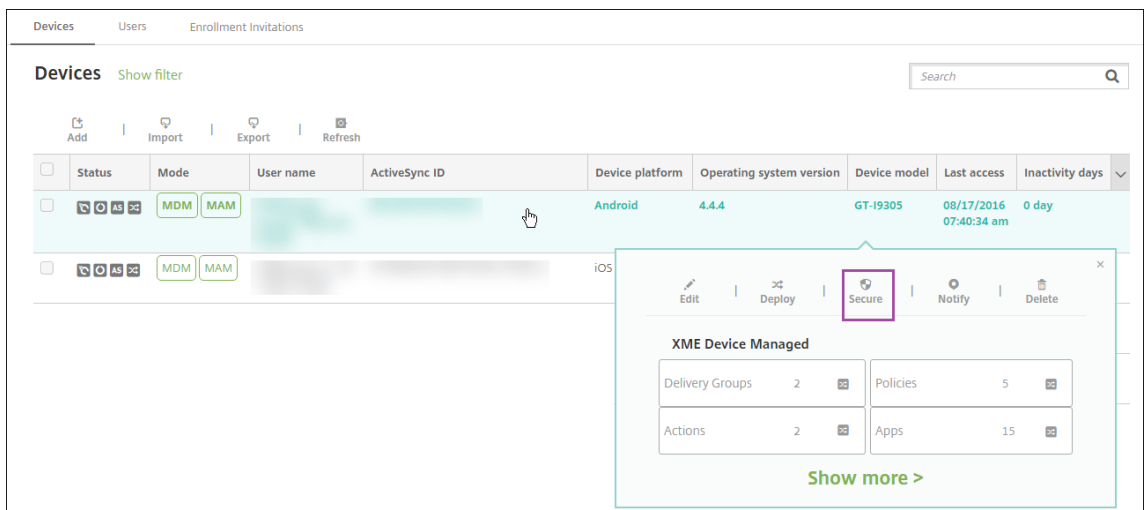 Devices Users Enrollment Invitations
Devices Show filter
Search
Add | Import | Export | Refresh
Status Mode User name ActiveSync ID Device platform Operating system version Device model Last access Inactivity days
AS MDM MAM Android 4.4.4 GT-I9305 08/17/2016 0 day
07:40:34 am
AS MDM MAM iOS
×
Edit | Deploy | Secure | Notify | Delete
XME Device Managed
Delivery Groups 2 Policies 5
Actions 2 Apps 15
Show more >